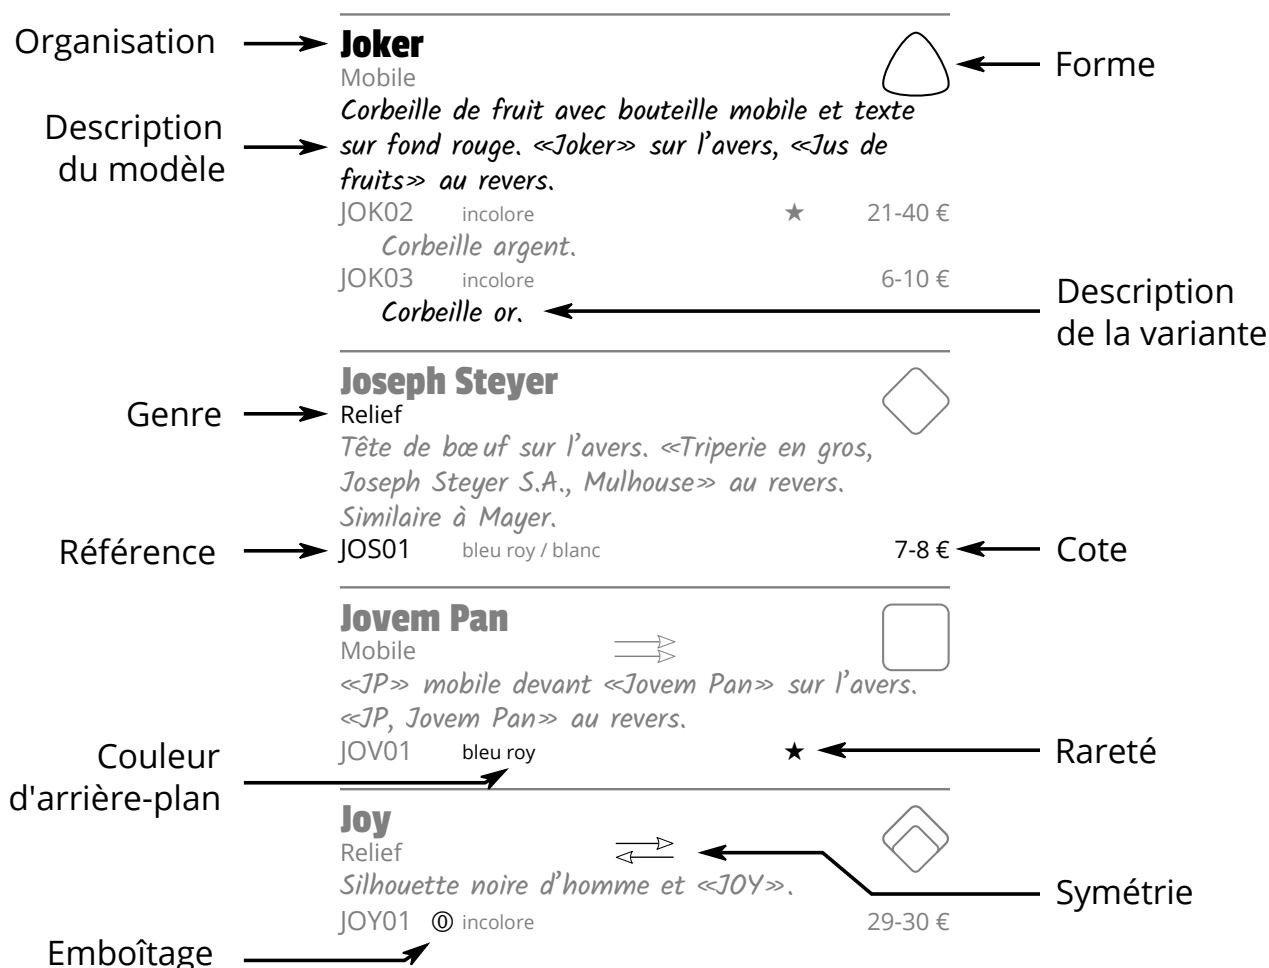 Organisation
Joker
Forme
Mobile
Description
du modèle
Corbeille de fruit avec bouteille mobile et texte
sur fond rouge. «Joker» sur l’avers, «Jus de
fruits» au revers.
JOK02 incolore ★ 21-40 €
Corbeille argent.
JOK03 incolore 6-10 €
Corbeille or.
Description
de la variante
Joseph Steyer
Genre
Relief
Tête de bœuf sur l’avers. «Triperie en gros,
Joseph Steyer S.A., Mulhouse» au revers.
Similaire à Mayer.
Référence
JOS01 bleu roy / blanc 7-8 €
Cote
Jovem Pan
Mobile
«JP» mobile devant «Jovem Pan» sur l’avers.
«JP, Jovem Pan» au revers.
JOV01 bleu roy ★
Rareté
Couleur
d'arrière-plan
Joy
Relief
Symétrie
Silhouette noire d’homme et «JOY».
JOY01 ⓪ incolore 29-30 €
Emboîtage